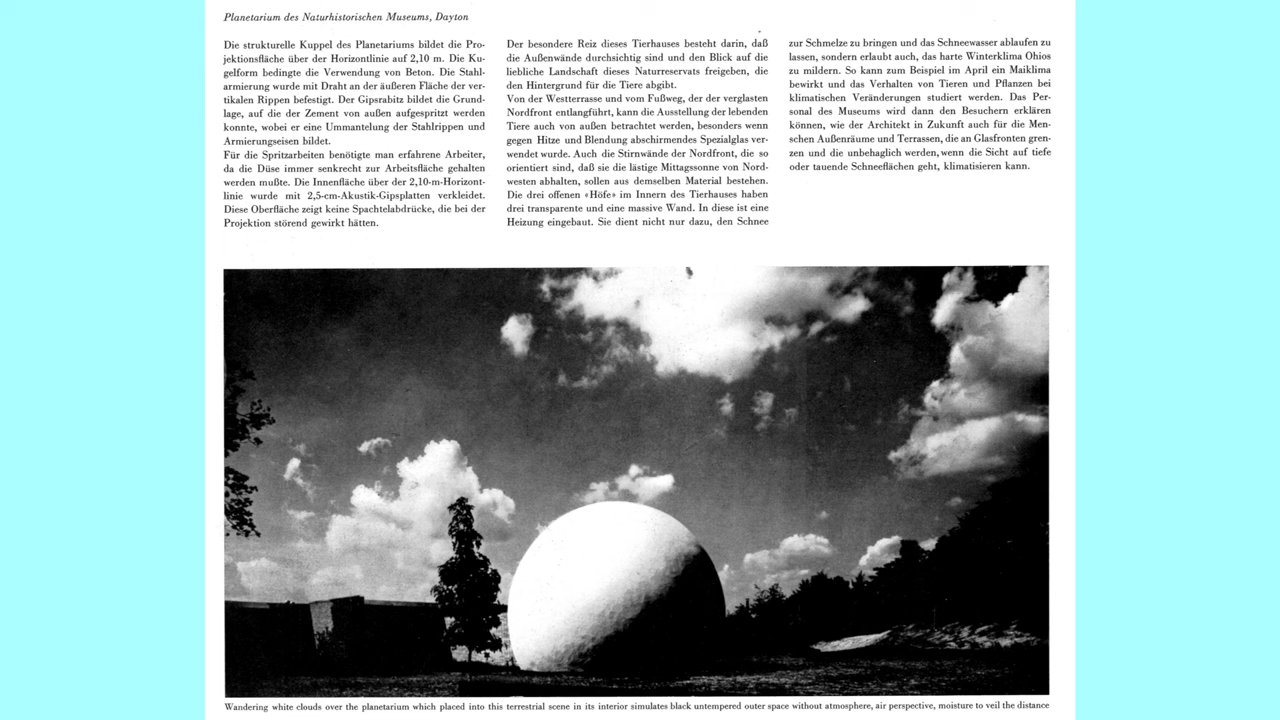 Planetarium des Naturhistorischen Museums, Dayton
Die strukturelle Kuppel des Planetariums bildet die Pro-
jektionsfläche über der Horizontlinie auf 2,10 m. Die Ku-
gelform bedingte die Verwendung von Beton. Die Stahl-
armierung wurde mit Draht an der äußeren Fläche der ver-
tikalen Rippen befestigt. Der Gipsrabitz bildet die Grund-
lage, auf die der Zement von außen aufgespritzt werden
konnte, wobei er eine Ummantelung der Stahlrippen und
Armierungseisen bildet.
Für die Spritzarbeiten benötigte man erfahrene Arbeiter,
da die Düse immer senkrecht zur Arbeitsfläche gehalten
werden mußte. Die Innenfläche über der 2,10-m-Horizont-
linie wurde mit 2,5-cm-Akustik-Gipsplatten verkleidet.
Diese Oberfläche zeigt keine Spachtelabdrücke, die bei der
Projektion störend gewirkt hätten.
Der besondere Reiz dieses Tierhauses besteht darin, daß
die Außenwände durchsichtig sind und den Blick auf die
liebliche Landschaft dieses Naturreservats freigeben, die
den Hintergrund für die Tiere abgibt.
Von der Westterrasse und vom Fußweg, der der verglasten
Nordfront entlangführt, kann die Ausstellung der lebenden
Tiere auch von außen betrachtet werden, besonders wenn
gegen Hitze und Blendung abschirmendes Spezialglas ver-
wendet wurde. Auch die Stirnwände der Nordfront, die so
orientiert sind, daß sie die lästige Mittagssonne von Nord-
westen abhalten, sollen aus demselben Material bestehen.
Die drei offenen «Höfe» im Innern des Tierhauses haben
drei transparente und eine massive Wand. In diese ist eine
Heizung eingebaut. Sie dient nicht nur dazu, den Schnee
zur Schmelze zu bringen und das Schneewasser ablaufen zu
lassen, sondern erlaubt auch, das harte Winterklima Ohios
zu mildern. So kann zum Beispiel im April ein Maiklima
bewirkt und das Verhalten von Tieren und Pflanzen bei
klimatischen Veränderungen studiert werden. Das Per-
sonal des Museums wird dann den Besuchern erklären
können, wie der Architekt in Zukunft auch für die Men-
schen Außenräume und Terrassen, die an Glasfronten gren-
zen und die unbehaglich werden, wenn die Sicht auf tiefe
oder tauende Schneeflächen geht, klimatisieren kann.
Wandering white clouds over the planetarium which placed into this terrestrial scene in its interior simulates black untempered outer space without atmosphere, air perspective, moisture to veil the distance